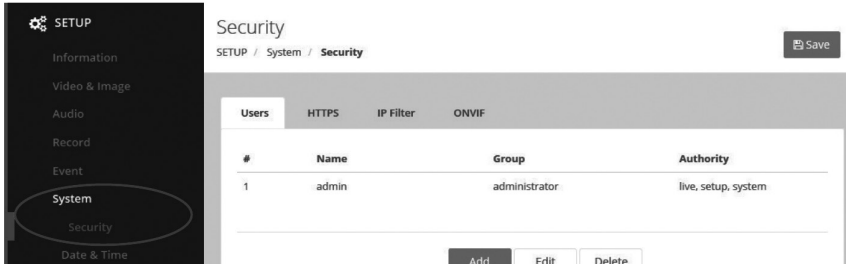 SETUP
Information
Video & Image
Audio
Record
Event
System
Security
Date & Time
Security
SETUP / System / Security
Save
Users HTTPS IP Filter ONVIF
# Name Group Authority
1 admin administrator live, setup, system
Add Edit Delete